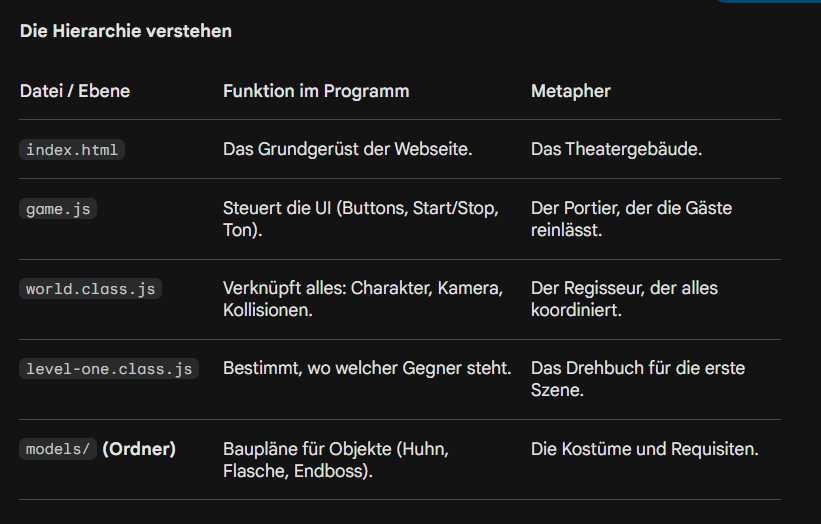 Die Hierarchie verstehen
Datei / Ebene Funktion im Programm Metapher
index.html Das Grundgerüst der Webseite. Das Theatergebäude.
game.js Steuert die UI (Buttons, Start/Stop, Der Portier, der die Gäste
Ton). reinlässt.
world.class.js Verknüpft alles: Charakter, Kamera, Der Regisseur, der alles
Kollisionen. koordiniert.
level-one.class.js Bestimmt, wo welcher Gegner steht. Das Drehbuch für die erste
Szene.
models/ (Ordner) Baupläne für Objekte (Huhn, Die Kostüme und Requisiten.
Flasche, Endboss).